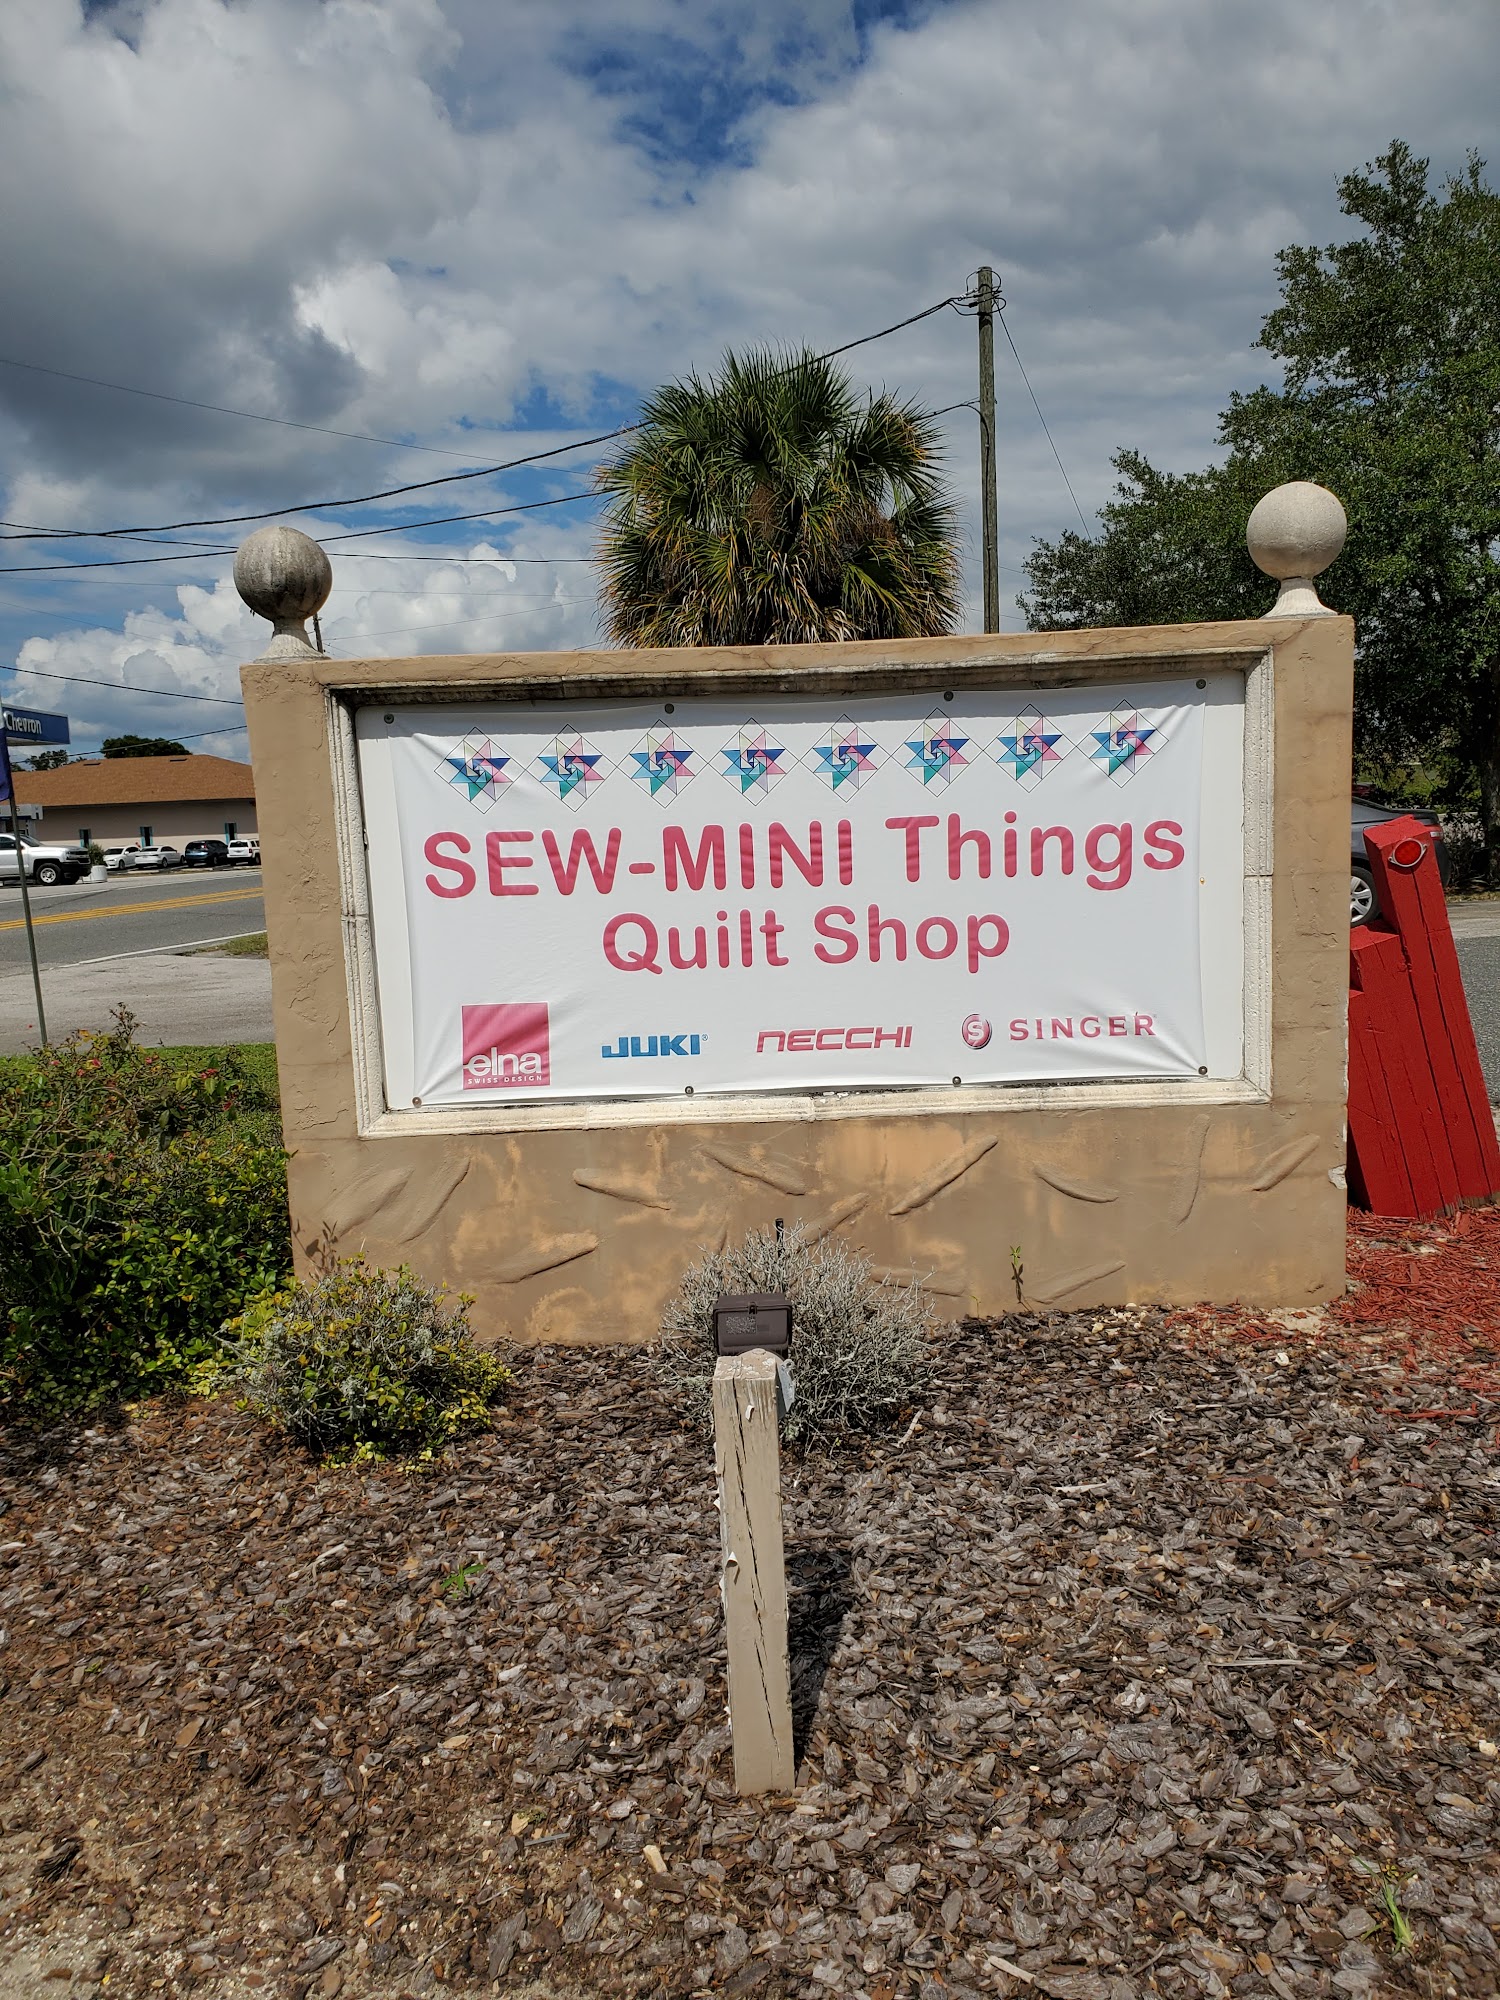 Chevron
SEW-MINI Things
Quilt Shop
elna
SWISS DESIGN
JUKI®
NECCHI
S SINGER®